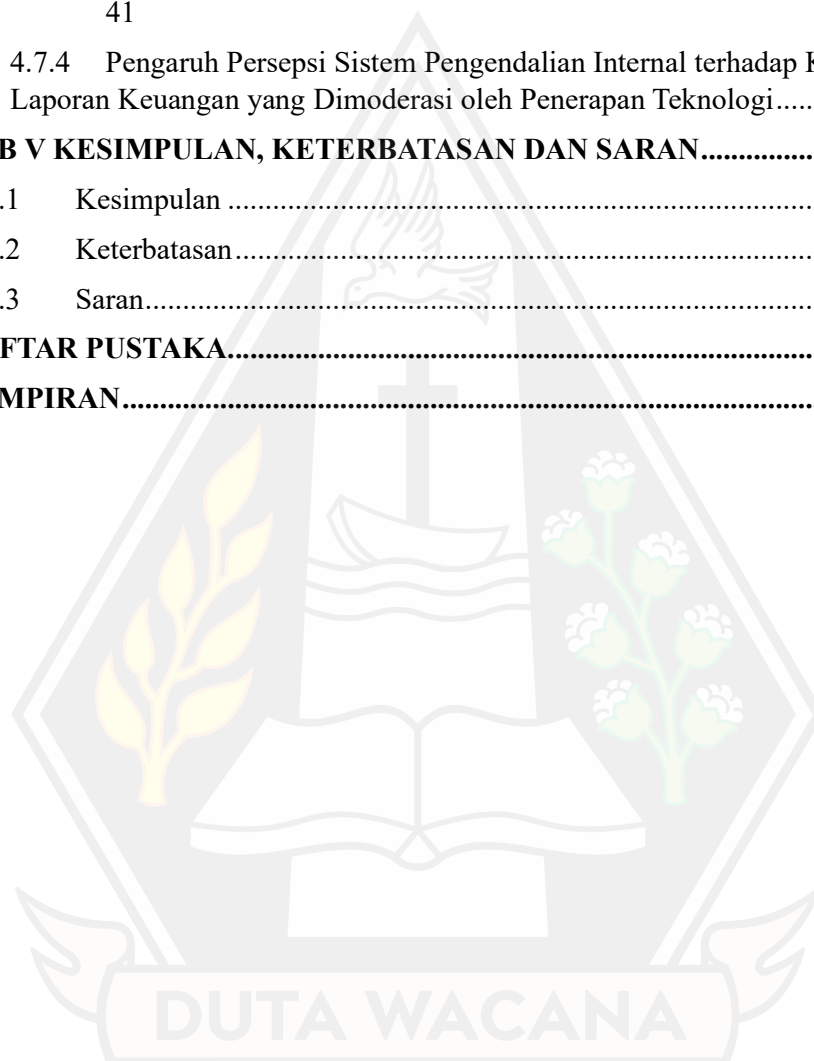 41
4.7.4 Pengaruh Persepsi Sistem Pengendalian Internal terhadap K
Laporan Keuangan yang Dimoderasi oleh Penerapan Teknologi.....
B V KESIMPULAN, KETERBATASAN DAN SARAN...............
.1 Kesimpulan ...............................................................................
.2 Keterbatasan..............................................................................
.3 Saran..........................................................................................
FTAR PUSTAKA.............................................................................
MPIRAN...........................................................................................
DUTA WACANA